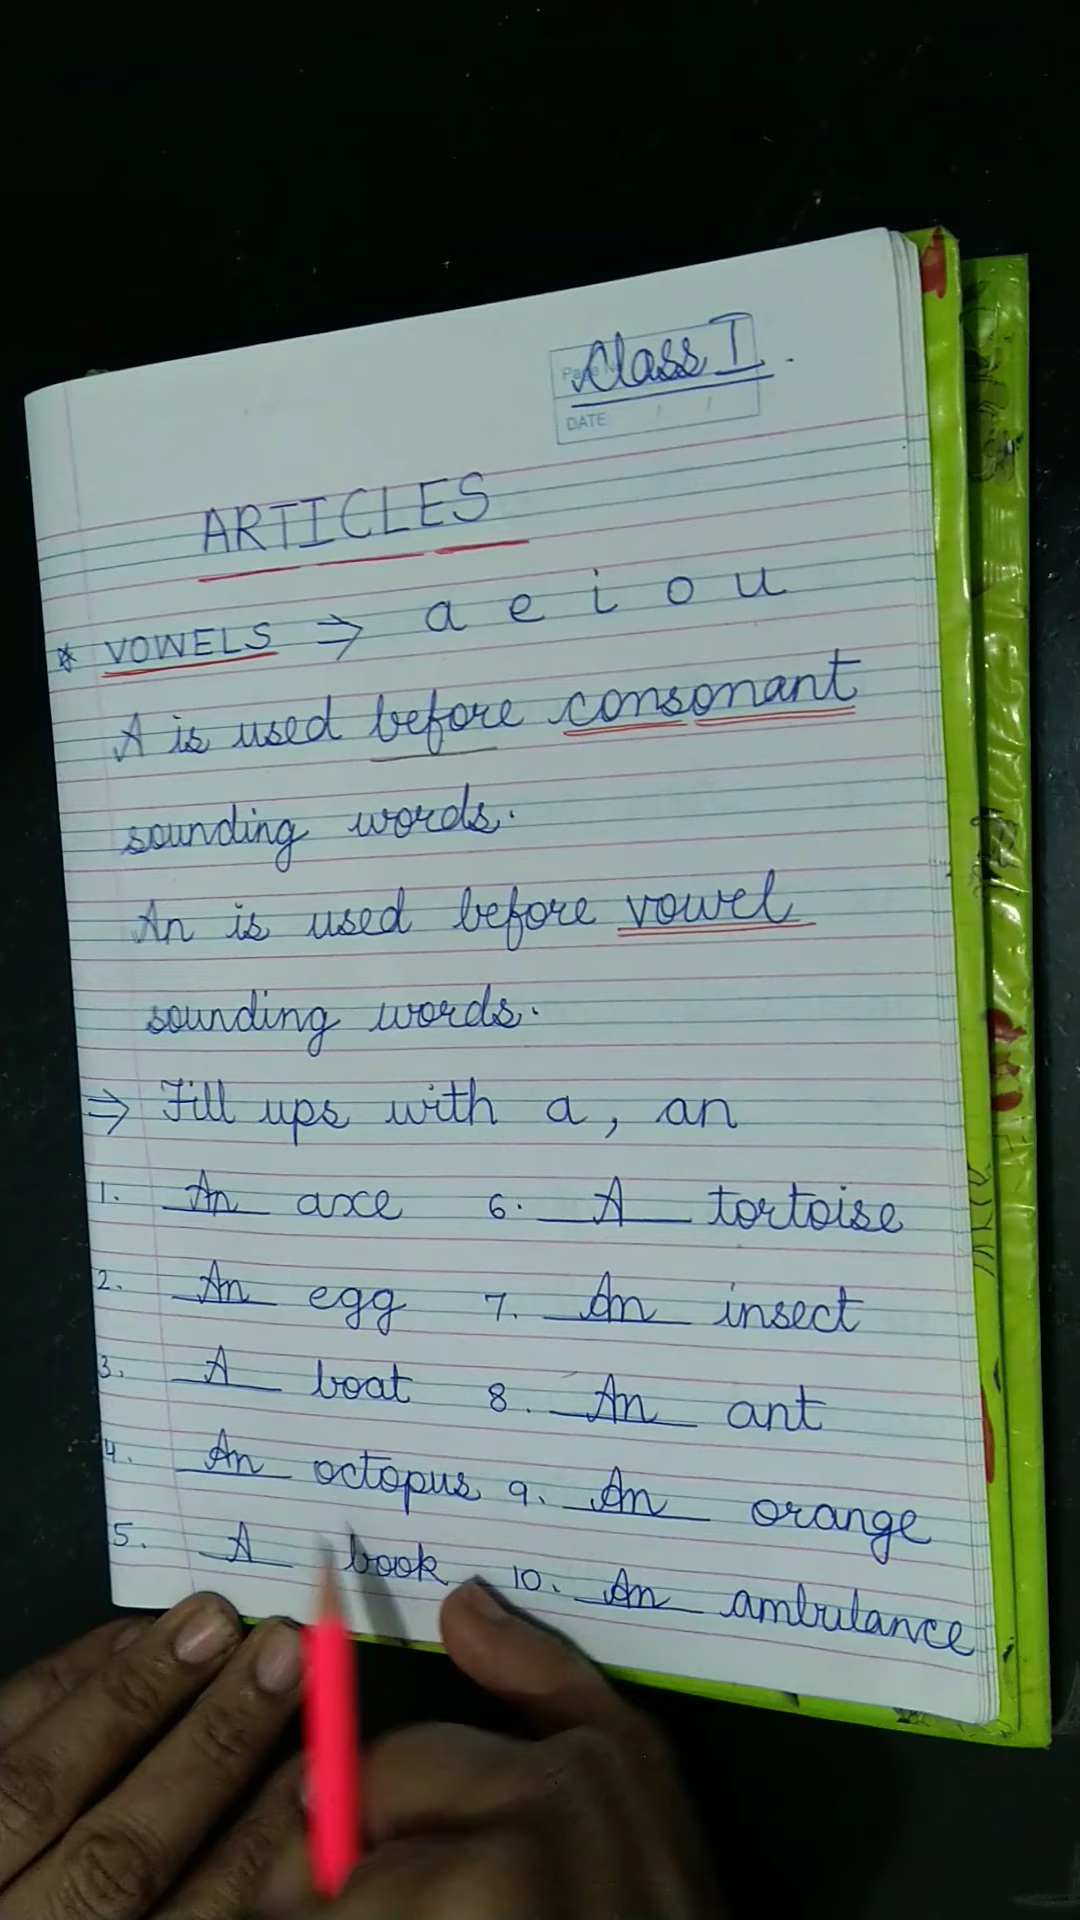 Class I.
DATE
ARTICLES
* VOWELS ⇒ a e i o u
A is used before consonant
sounding words.
An is used before vowel
sounding words.
⇒ Fill ups with a, an
1. An axe 6. A tortoise
2. An egg 7. An insect
3. A boat 8. An ant
4. An octopus 9. An orange
5. A book 10. An ambulance